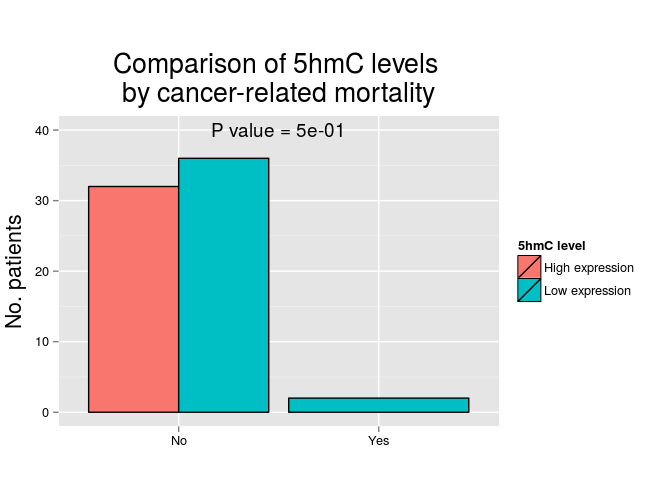 Comparison of 5hmC levels
by cancer-related mortality
P value = 5e-01
40
30
20
10
0
No. patients
No
Yes
5hmC level
High expression
Low expression